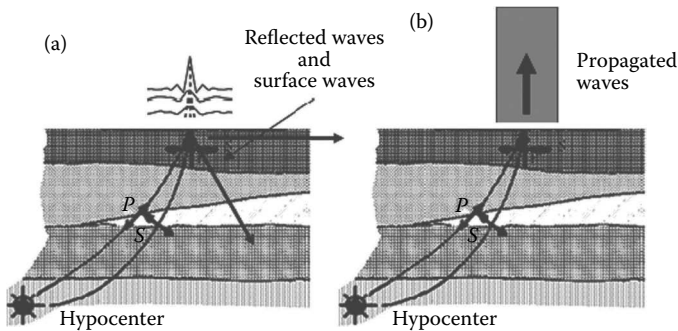 (a)
Reflected waves
and
surface waves
P
S
Hypocenter
(b)
Propagated
waves
P
S
Hypocenter